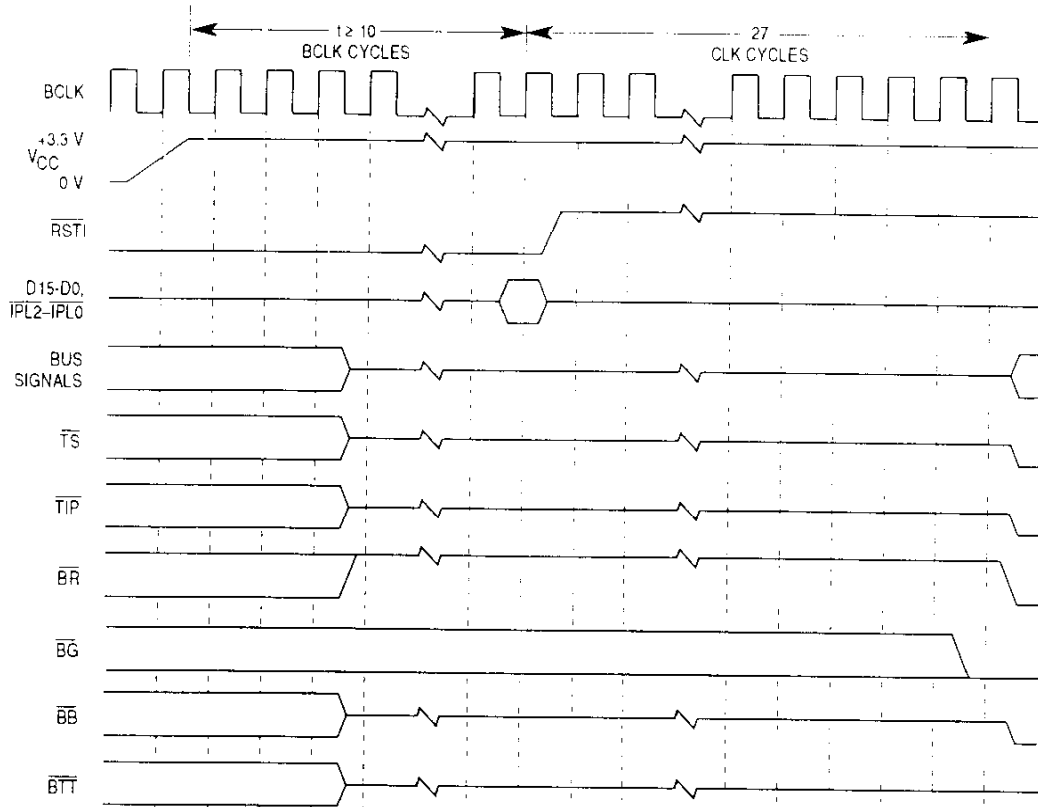 t ≥ 10
BCLK CYCLES
27
CLK CYCLES
BCLK
+3.3 V
VCC
0 V
RSTI
D15-D0,
IPL2–IPL0
BUS
SIGNALS
TS
TIP
BR
BG
BB
BTT